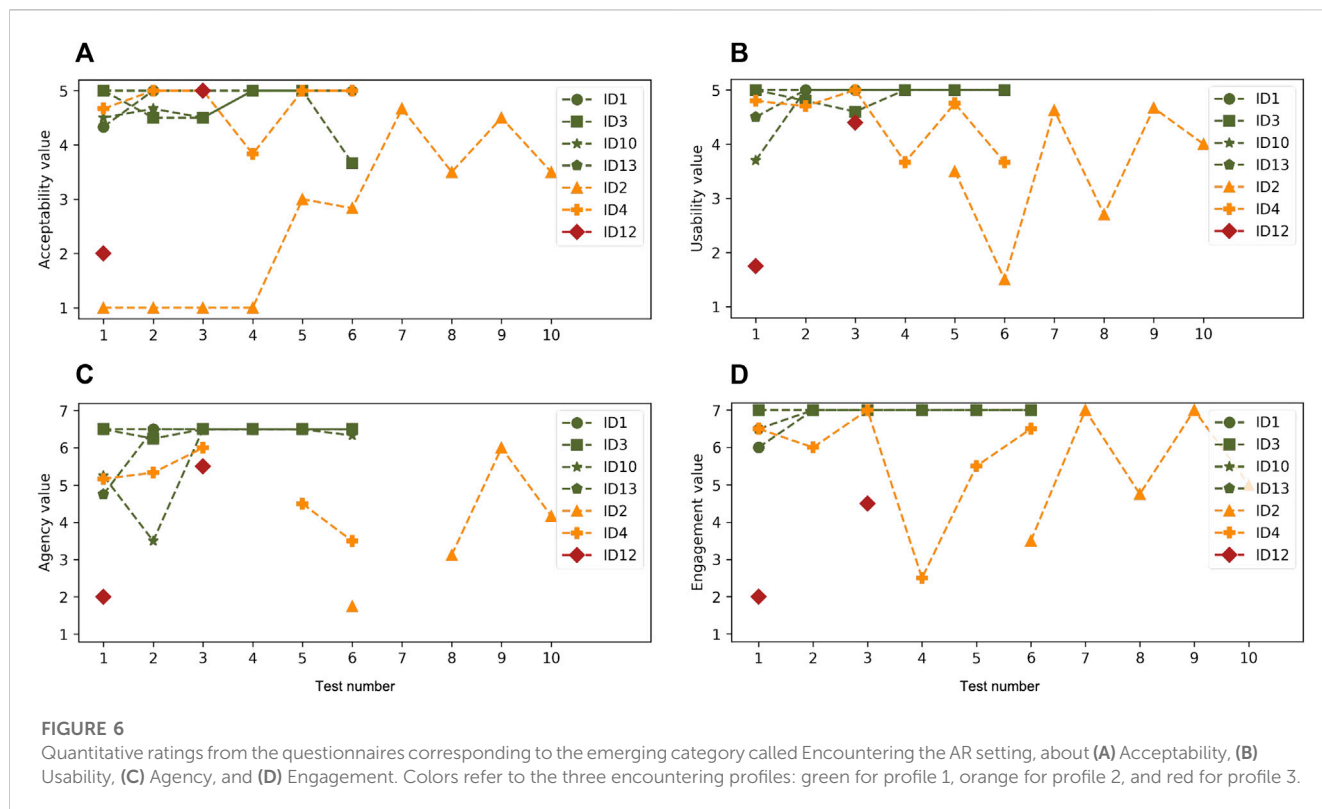 A
Acceptability value
5
4
3
2
1
1 2 3 4 5 6 7 8 9 10
ID1
ID3
ID10
ID13
ID2
ID4
ID12
B
Usability value
5
4
3
2
1
1 2 3 4 5 6 7 8 9 10
ID1
ID3
ID10
ID13
ID2
ID4
ID12
C
Agency value
7
6
5
4
3
2
1
1 2 3 4 5 6 7 8 9 10
Test number
ID1
ID3
ID10
ID13
ID2
ID4
ID12
D
Engagement value
7
6
5
4
3
2
1
1 2 3 4 5 6 7 8 9 10
Test number
ID1
ID3
ID10
ID13
ID2
ID4
ID12
FIGURE 6
Quantitative ratings from the questionnaires corresponding to the emerging category called Encountering the AR setting, about (A) Acceptability, (B)
Usability, (C) Agency, and (D) Engagement. Colors refer to the three encountering profiles: green for profile 1, orange for profile 2, and red for profile 3.